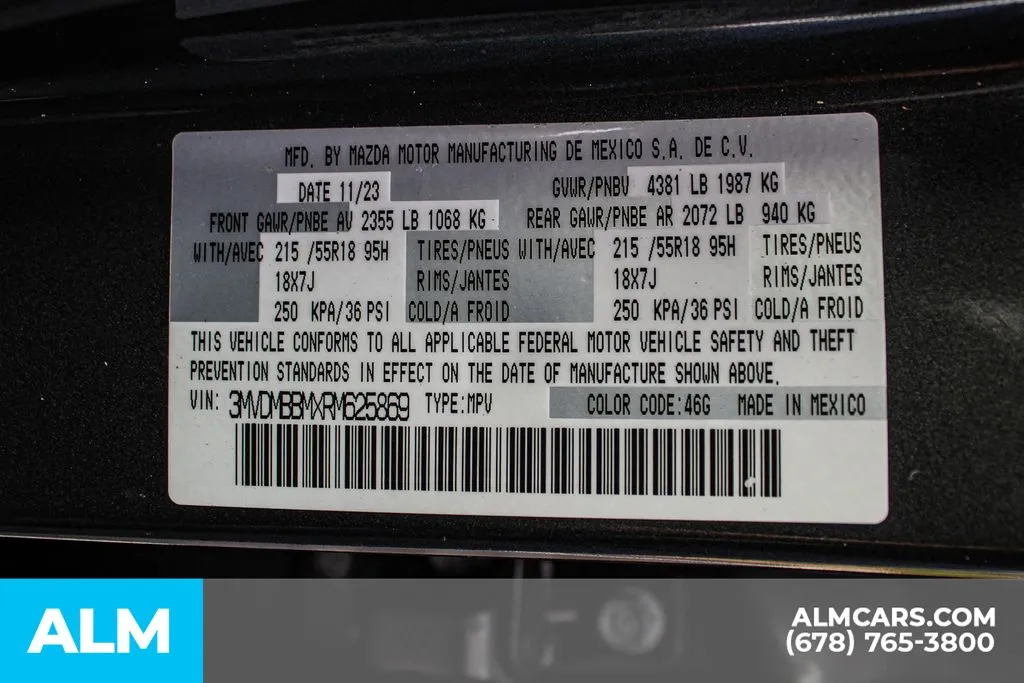 MFD. BY MAZDA MOTOR MANUFACTURING DE MEXICO S.A. DE C.V.
DATE 11/23 GVWR/PNBV 4381 LB 1987 KG
FRONT GAWR/PNBE AV 2355 LB 1068 KG REAR GAWR/PNBE AR 2072 LB 940 KG
WITH/AVEC 215 /55R18 95H TIRES/PNEUS WITH/AVEC 215 /55R18 95H TIRES/PNEUS
18X7J RIMS/JANTES 18X7J RIMS/JANTES
250 KPA/36 PSI COLD/A FROID 250 KPA/36 PSI COLD/A FROID
THIS VEHICLE CONFORMS TO ALL APPLICABLE FEDERAL MOTOR VEHICLE SAFETY AND THEFT
PREVENTION STANDARDS IN EFFECT ON THE DATE OF MANUFACTURE SHOWN ABOVE.
VIN: 3MVDMBBMXRM625869 TYPE:MPV COLOR CODE:46G MADE IN MEXICO
ALM
ALMCARS.COM
(678) 765-3800